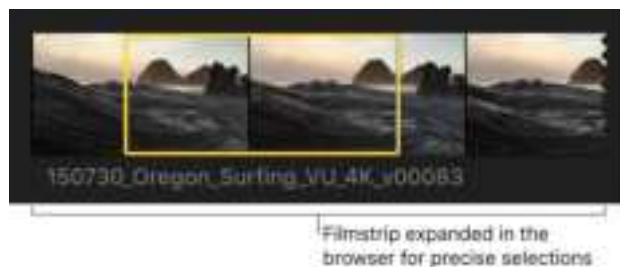 150730_Oregon_Surfing_VU_4K_v00083
Filmstrip expanded in the
browser for precise selections